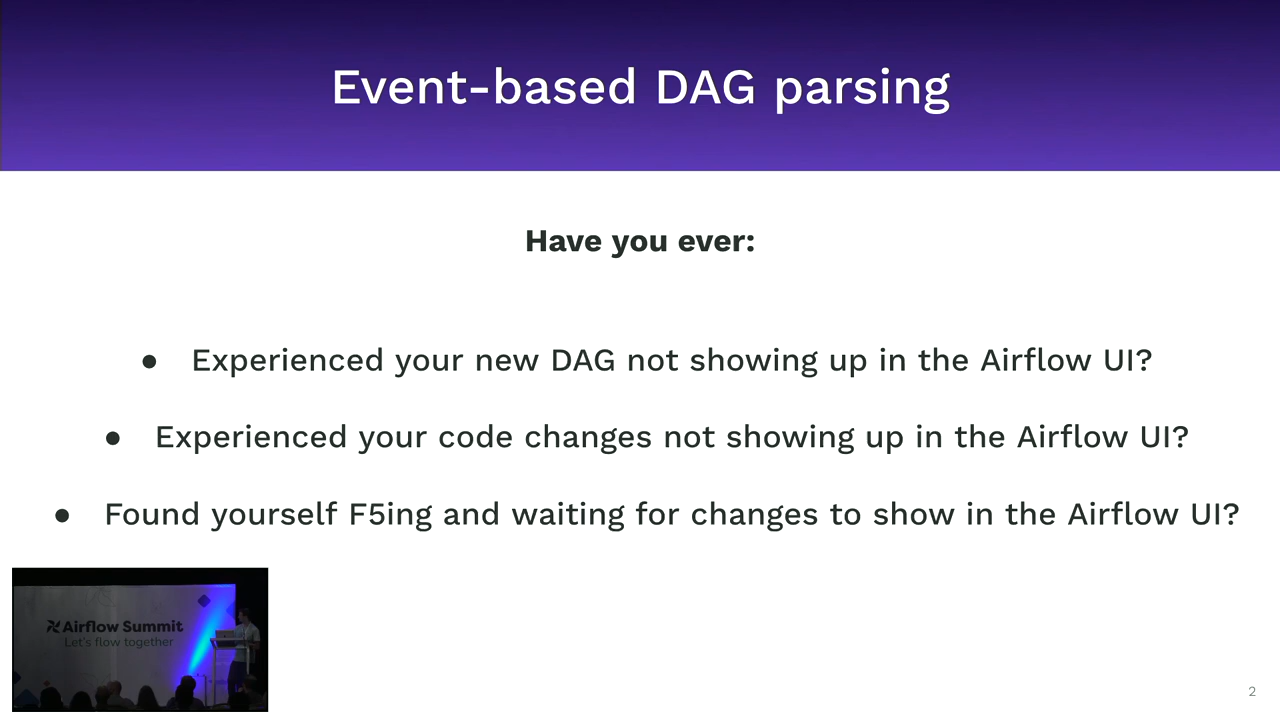 Event-based DAG parsing
Have you ever:
● Experienced your new DAG not showing up in the Airflow UI?
● Experienced your code changes not showing up in the Airflow UI?
● Found yourself F5ing and waiting for changes to show in the Airflow UI?
Airflow Summit
Let's flow together
2